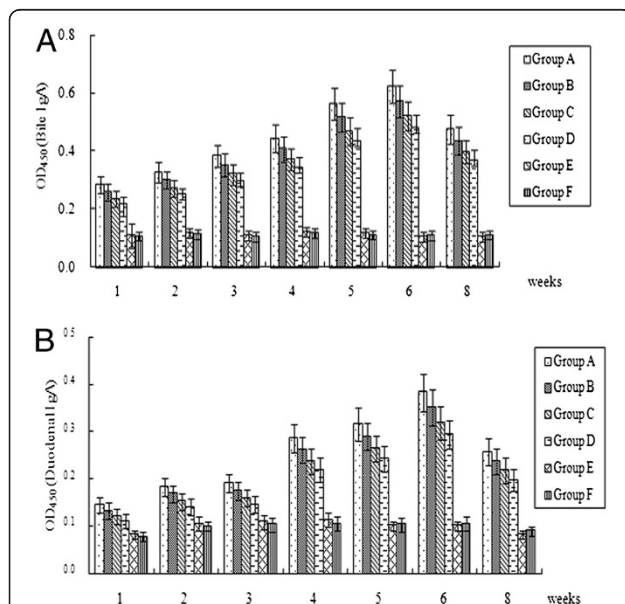 A
OD450 (Bile IgA)
0.8
0.6
0.4
0.2
0.0
1 2 3 4 5 6 8 weeks
Group A
Group B
Group C
Group D
Group E
Group F
B
OD450 (Duodenal IgA)
0.5
0.4
0.3
0.2
0.1
0.0
1 2 3 4 5 6 8 weeks
Group A
Group B
Group C
Group D
Group E
Group F